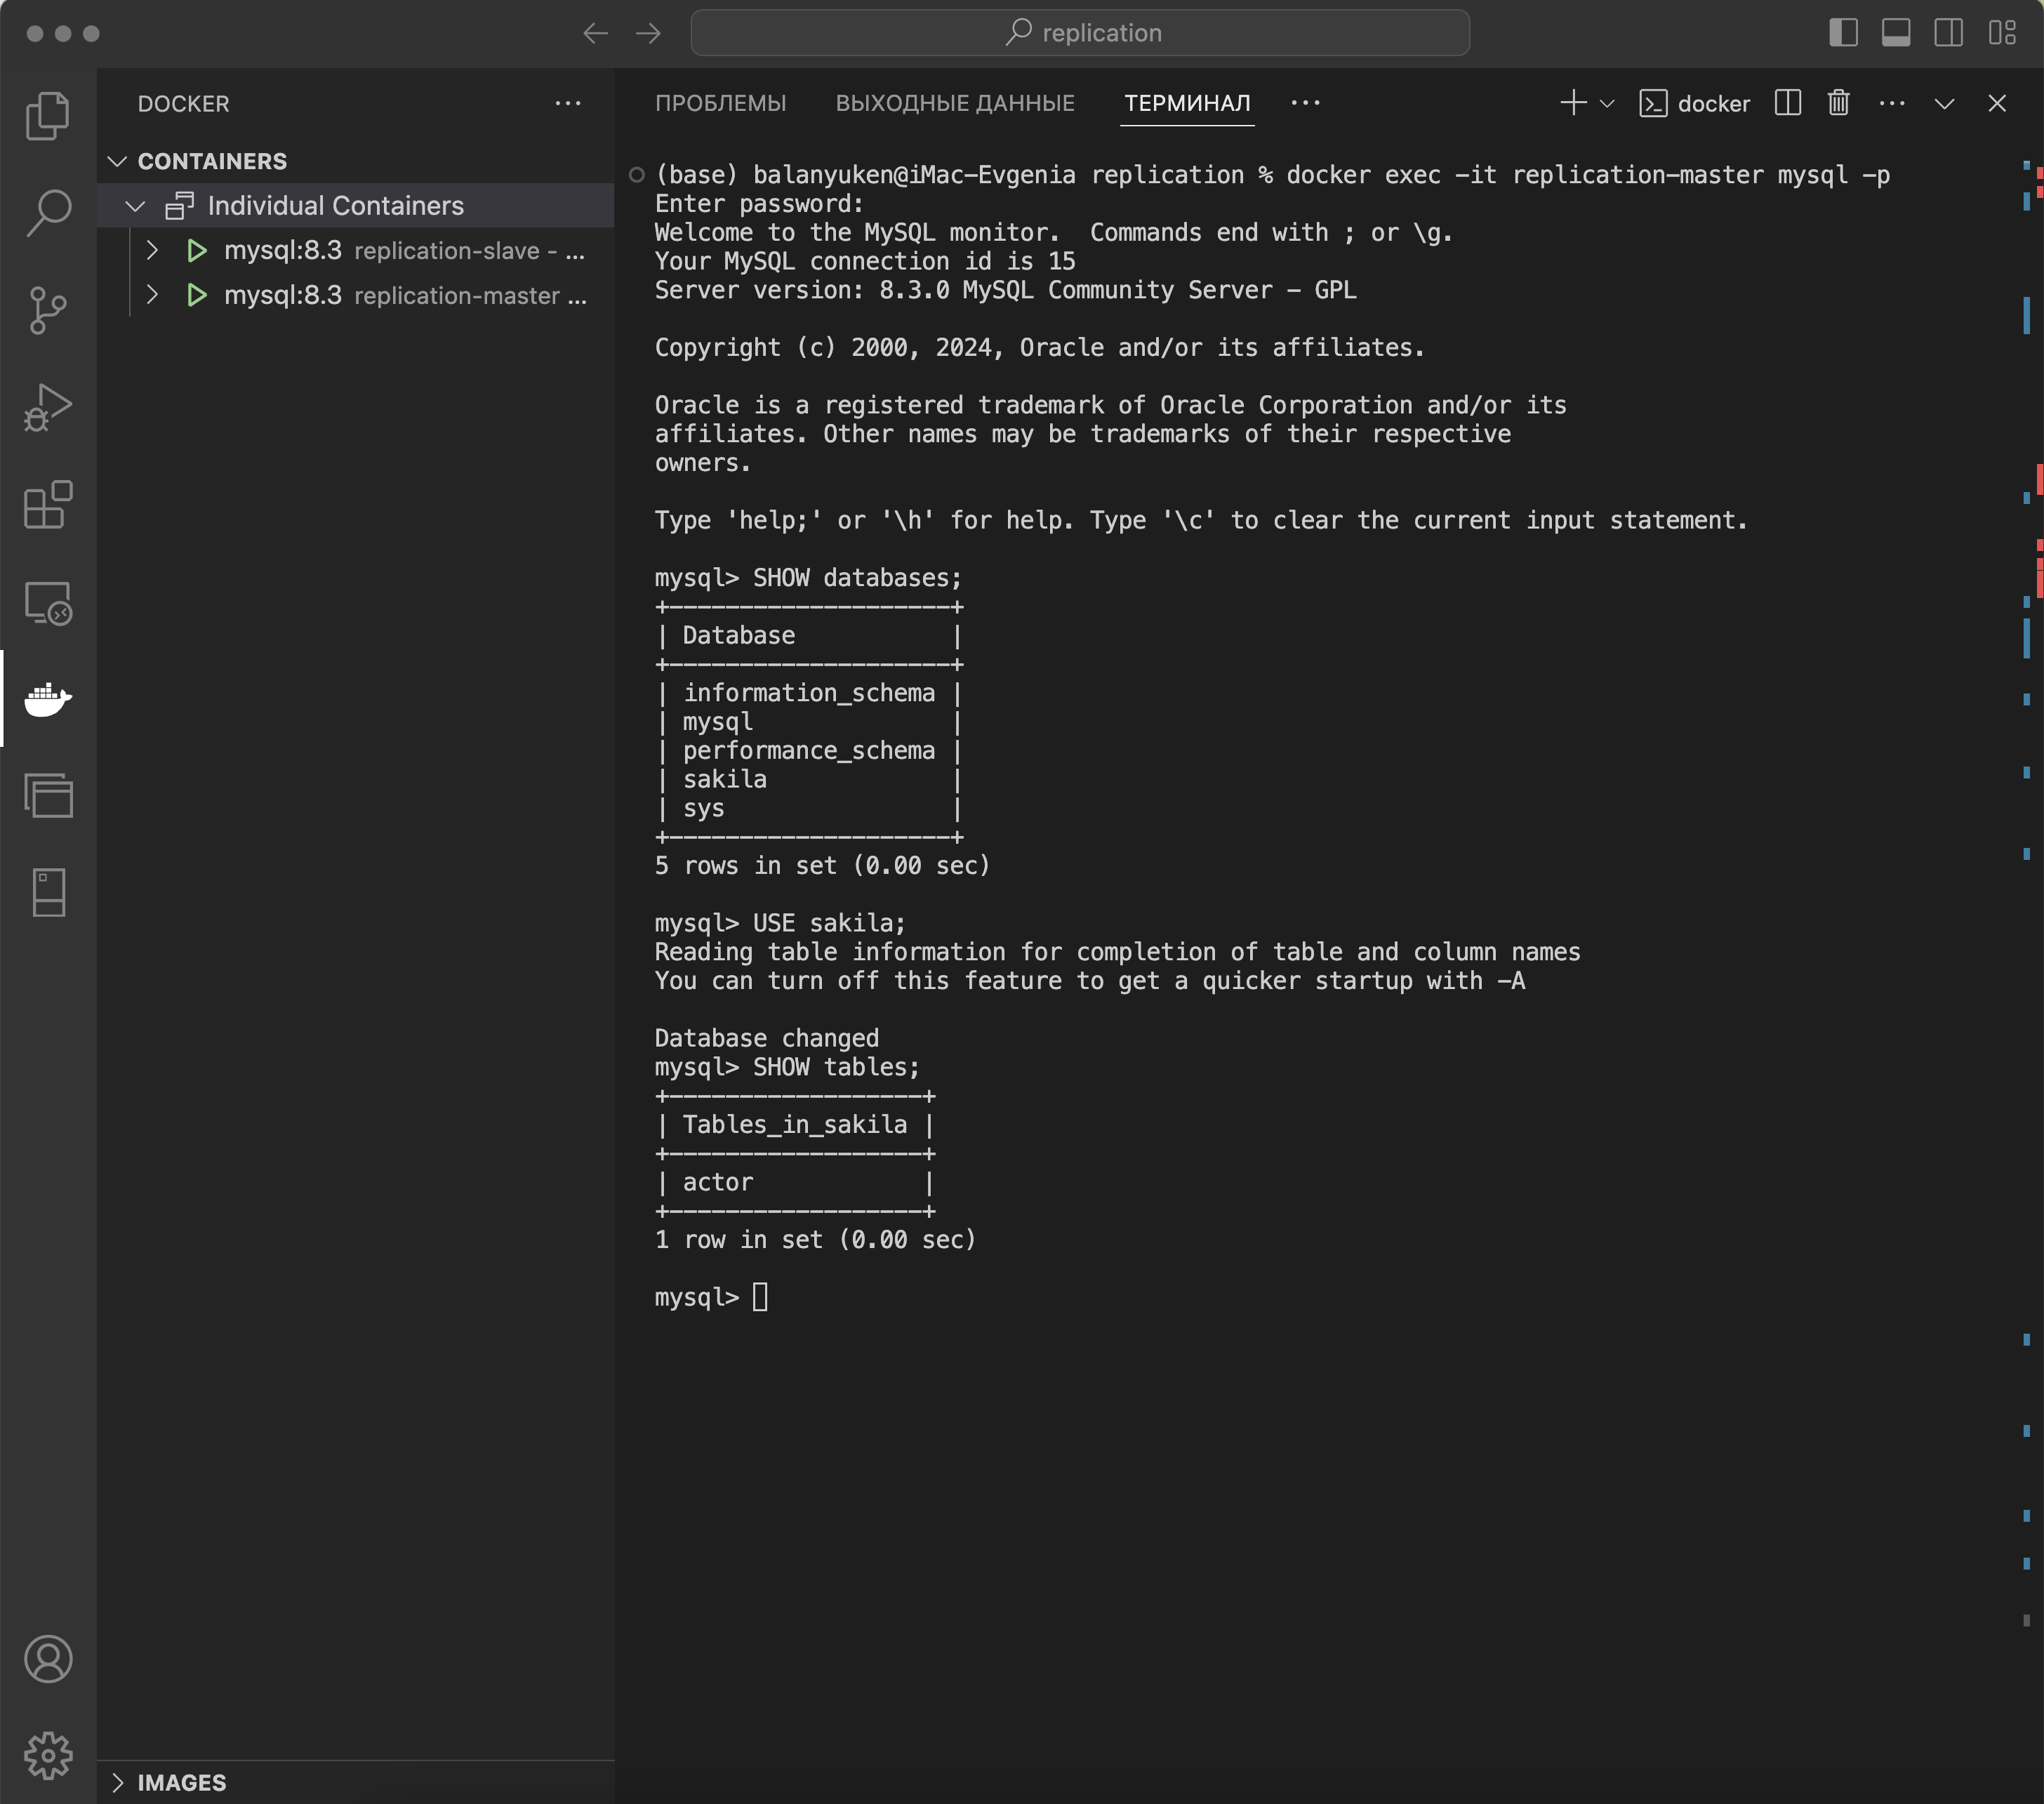 replication
DOCKER
CONTAINERS
Individual Containers
mysql:8.3 replication-slave - ...
mysql:8.3 replication-master ...
IMAGES
ПРОБЛЕМЫ ВЫХОДНЫЕ ДАННЫЕ ТЕРМИНАЛ ... docker
(base) balanyuken@iMac-Evgenia replication % docker exec -it replication-master mysql -p
Enter password:
Welcome to the MySQL monitor.  Commands end with ; or \g.
Your MySQL connection id is 15
Server version: 8.3.0 MySQL Community Server - GPL
Copyright (c) 2000, 2024, Oracle and/or its affiliates.
Oracle is a registered trademark of Oracle Corporation and/or its
affiliates. Other names may be trademarks of their respective
owners.
Type 'help;' or '\h' for help. Type '\c' to clear the current input statement.
mysql> SHOW databases;
+--------------------+
| Database           |
+--------------------+
| information_schema |
| mysql              |
| performance_schema |
| sakila             |
| sys                |
+--------------------+
5 rows in set (0.00 sec)
mysql> USE sakila;
Reading table information for completion of table and column names
You can turn off this feature to get a quicker startup with -A
Database changed
mysql> SHOW tables;
+------------------+
| Tables_in_sakila |
+------------------+
| actor            |
+------------------+
1 row in set (0.00 sec)
mysql>